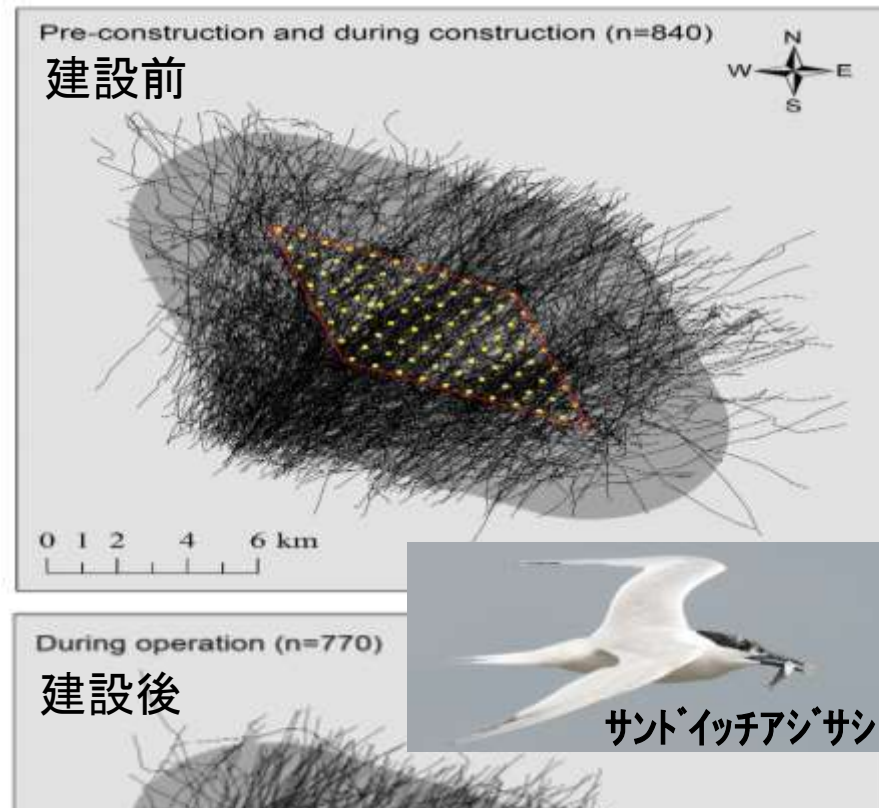 Pre-construction and during construction (n=840)
建設前
N
W E
S
0 1 2 4 6 km
During operation (n=770)
建設後
サンドイッチアジサシ